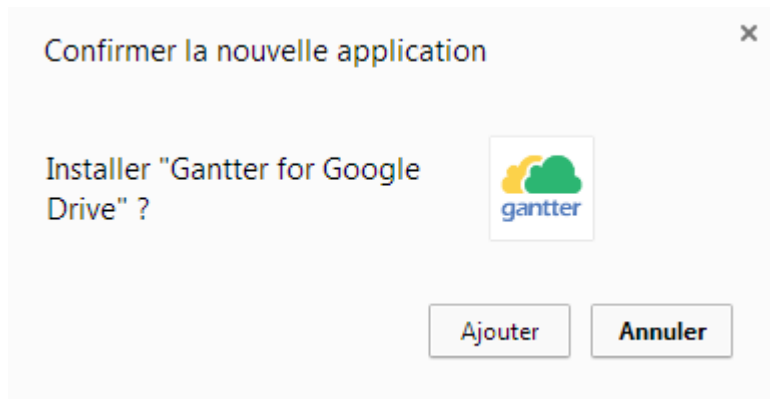 Confirmer la nouvelle application
Installer "Gantter for Google
Drive" ?
gantter
Ajouter
Annuler